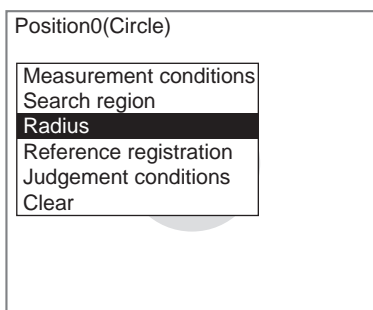 Position0(Circle)
Measurement conditions
Search region
Radius
Reference registration
Judgement conditions
Clear